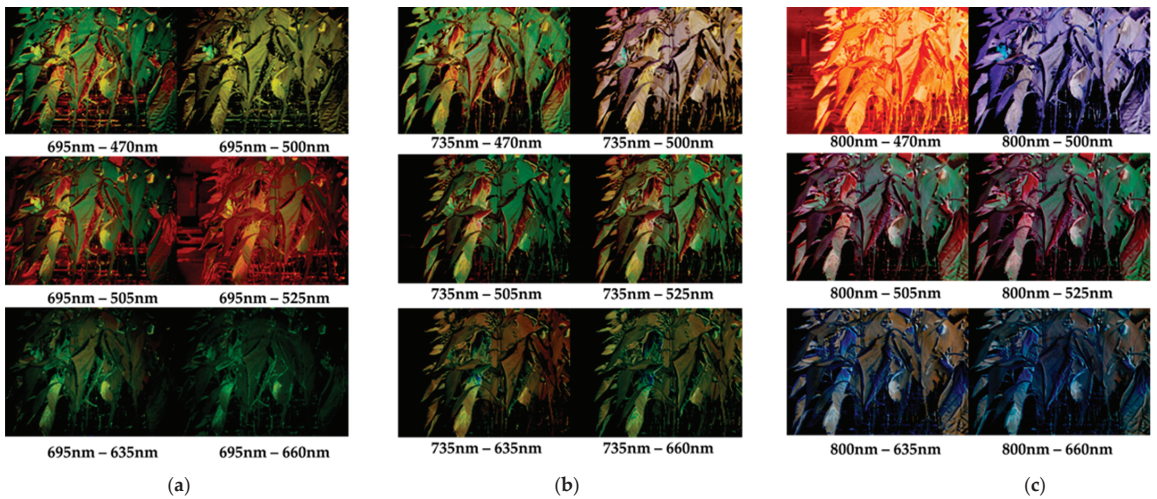 695nm – 470nm 695nm – 500nm
695nm – 505nm 695nm – 525nm
695nm – 635nm 695nm – 660nm
(a)
735nm – 470nm 735nm – 500nm
735nm – 505nm 735nm – 525nm
735nm – 635nm 735nm – 660nm
(b)
800nm – 470nm 800nm – 500nm
800nm – 505nm 800nm – 525nm
800nm – 635nm 800nm – 660nm
(c)